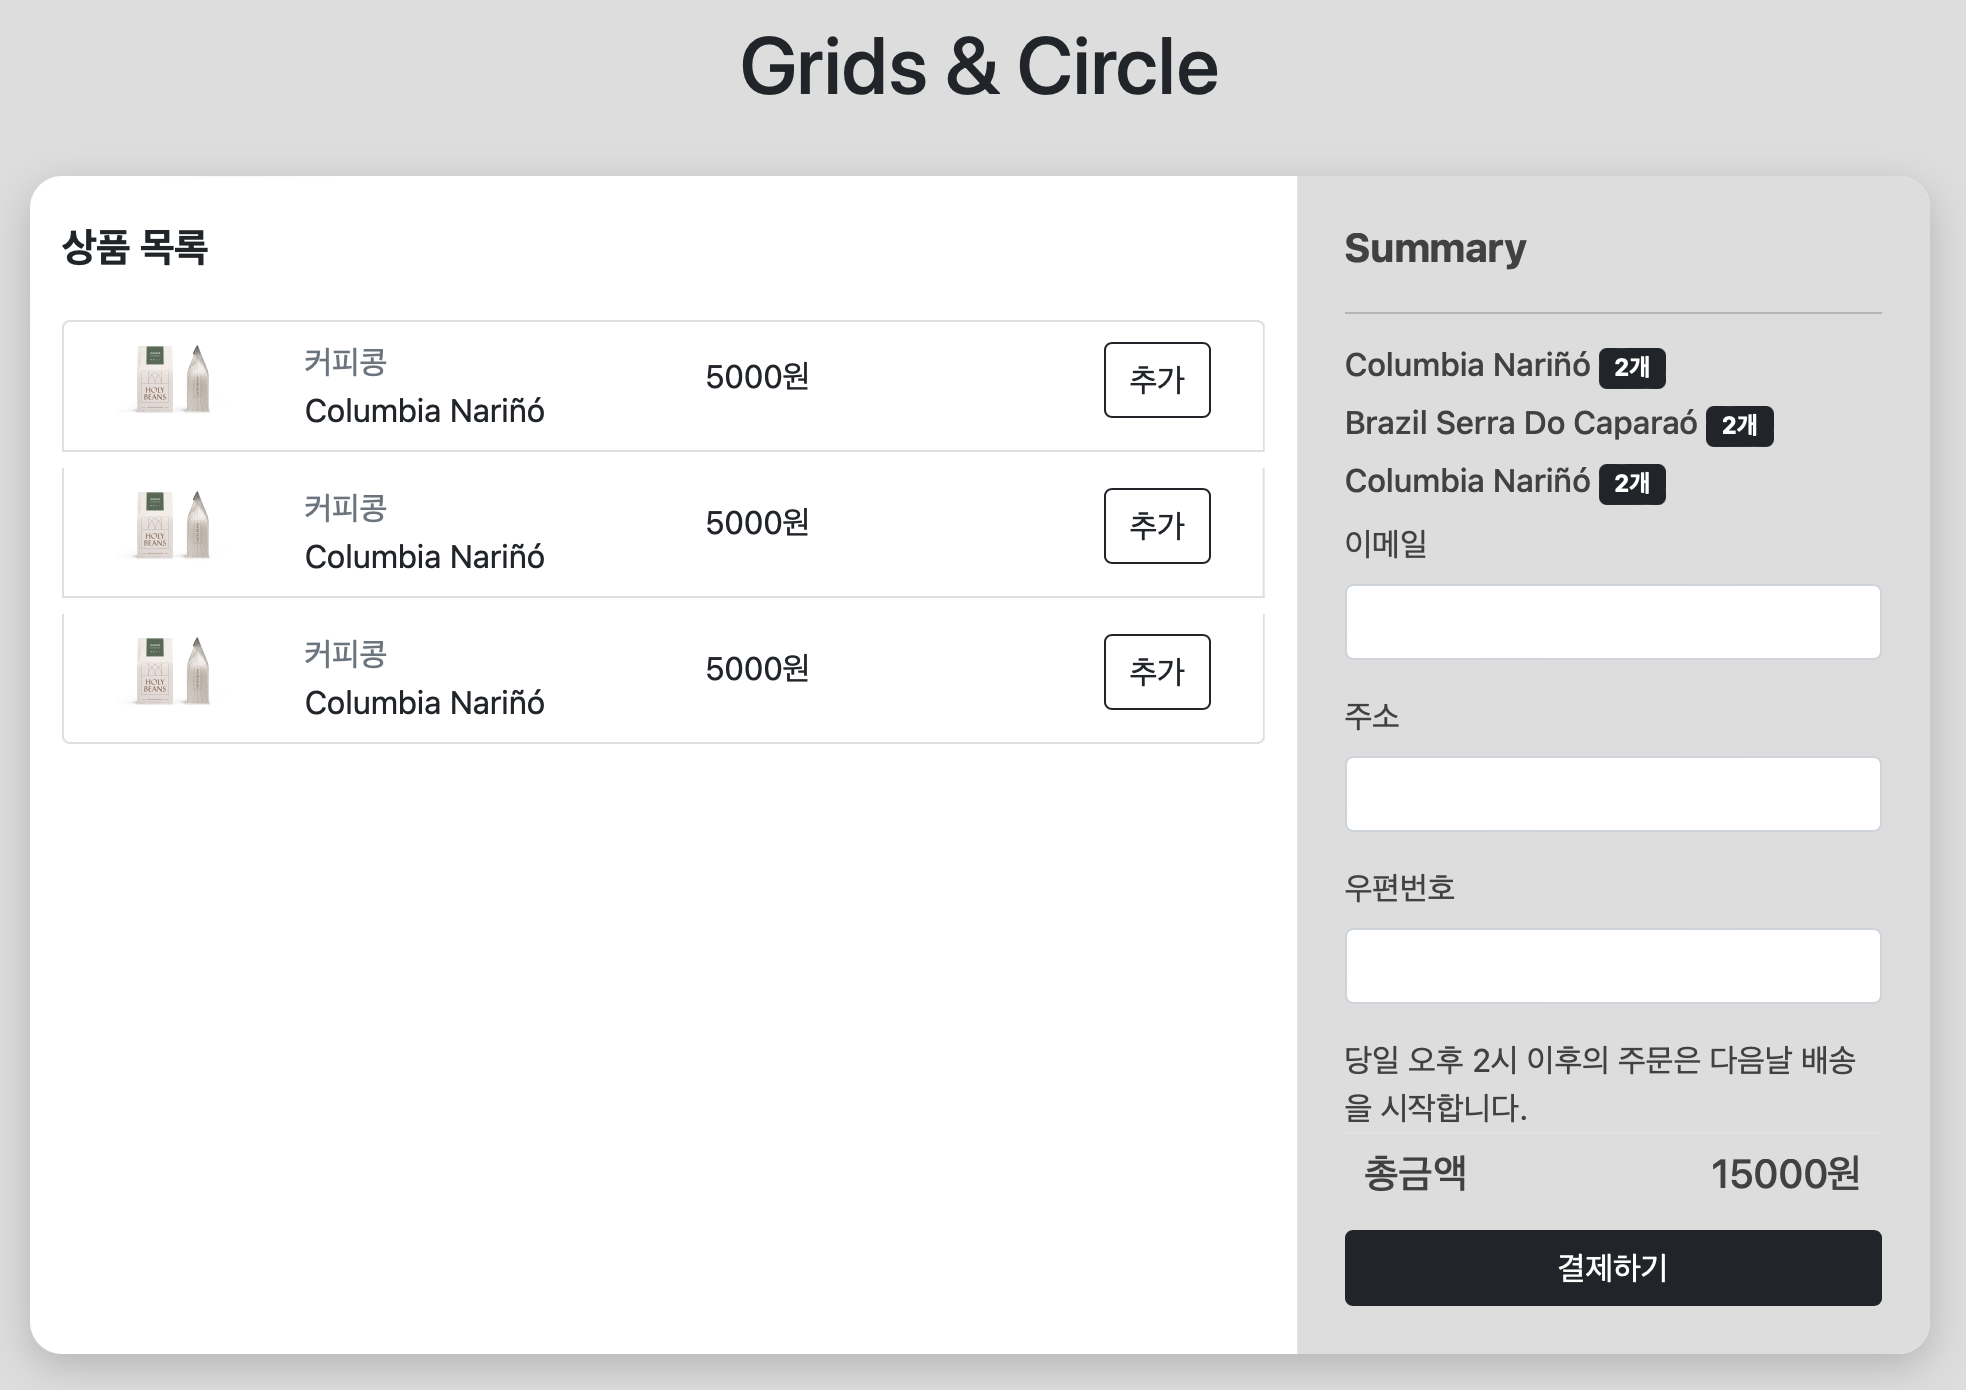 Grids & Circle
상품 목록
HOLY
BEANS
커피콩
Columbia Nariñó
5000원
추가
HOLY
BEANS
커피콩
Columbia Nariñó
5000원
추가
HOLY
BEANS
커피콩
Columbia Nariñó
5000원
추가
Summary
Columbia Nariñó 2개
Brazil Serra Do Caparaó 2개
Columbia Nariñó 2개
이메일
주소
우편번호
당일 오후 2시 이후의 주문은 다음날 배송
을 시작합니다.
총금액 15000원
결제하기